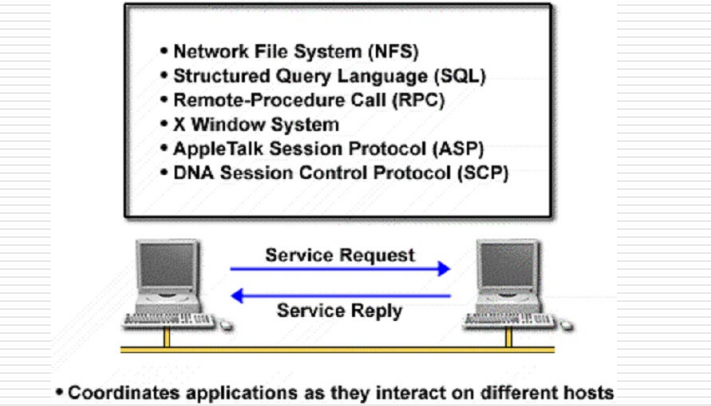 • Network File System (NFS)
• Structured Query Language (SQL)
• Remote-Procedure Call (RPC)
• X Window System
• AppleTalk Session Protocol (ASP)
• DNA Session Control Protocol (SCP)
Service Request
Service Reply
• Coordinates applications as they interact on different hosts